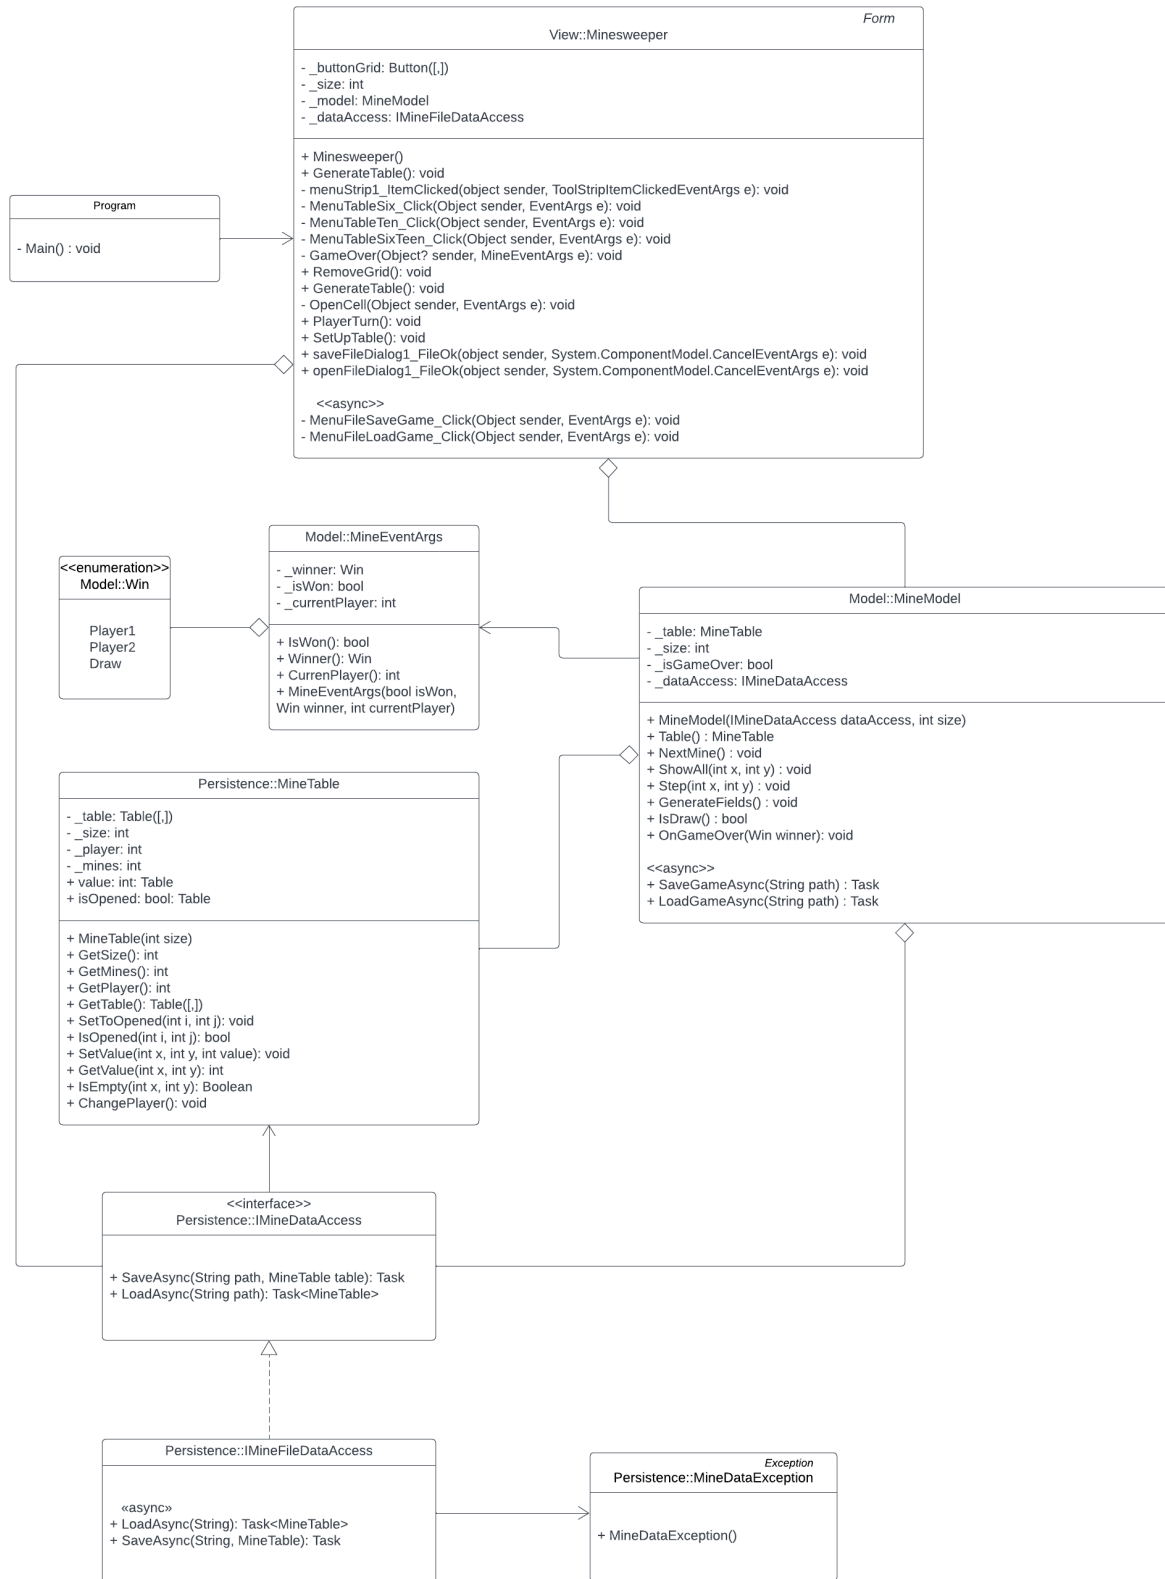 Form
View::Minesweeper
- _buttonGrid: Button([,])
- _size: int
- _model: MineModel
- _dataAccess: IMineFileDataAccess
+ Minesweeper()
+ GenerateTable(): void
- menuStrip1_ItemClicked(object sender, ToolStripItemClickedEventArgs e): void
- MenuTableSix_Click(Object sender, EventArgs e): void
- MenuTableTen_Click(Object sender, EventArgs e): void
- MenuTableSixTeen_Click(Object sender, EventArgs e): void
- GameOver(Object? sender, MineEventArgs e): void
+ RemoveGrid(): void
+ GenerateTable(): void
- OpenCell(Object sender, EventArgs e): void
+ PlayerTurn(): void
+ SetUpTable(): void
+ saveFileDialog1_FileOk(object sender, System.ComponentModel.CancelEventArgs e): void
+ openFileDialog1_FileOk(object sender, System.ComponentModel.CancelEventArgs e): void
<<async>>
- MenuFileSaveGame_Click(Object sender, EventArgs e): void
- MenuFileLoadGame_Click(Object sender, EventArgs e): void
Program
- Main() : void
Model::MineEventArgs
- _winner: Win
- _isWon: bool
- _currentPlayer: int
+ IsWon(): bool
+ Winner(): Win
+ CurrenPlayer(): int
+ MineEventArgs(bool isWon,
Win winner, int currentPlayer)
<<enumeration>>
Model::Win
Player1
Player2
Draw
Model::MineModel
- _table: MineTable
- _size: int
- _isGameOver: bool
- _dataAccess: IMineDataAccess
+ MineModel(IMineDataAccess dataAccess, int size)
+ Table() : MineTable
+ NextMine() : void
+ ShowAll(int x, int y) : void
+ Step(int x, int y) : void
+ GenerateFields() : void
+ IsDraw() : bool
+ OnGameOver(Win winner): void
<<async>>
+ SaveGameAsync(String path) : Task
+ LoadGameAsync(String path) : Task
Persistence::MineTable
- _table: Table([,])
- _size: int
- _player: int
- _mines: int
+ value: int: Table
+ isOpened: bool: Table
+ MineTable(int size)
+ GetSize(): int
+ GetMines(): int
+ GetPlayer(): int
+ GetTable(): Table([,])
+ SetToOpened(int i, int j): void
+ IsOpened(int i, int j): bool
+ SetValue(int x, int y, int value): void
+ GetValue(int x, int y): int
+ IsEmpty(int x, int y): Boolean
+ ChangePlayer(): void
<<interface>>
Persistence::IMineDataAccess
+ SaveAsync(String path, MineTable table): Task
+ LoadAsync(String path): Task<MineTable>
Persistence::IMineFileDataAccess
«async»
+ LoadAsync(String): Task<MineTable>
+ SaveAsync(String, MineTable): Task
Exception
Persistence::MineDataException
+ MineDataException()